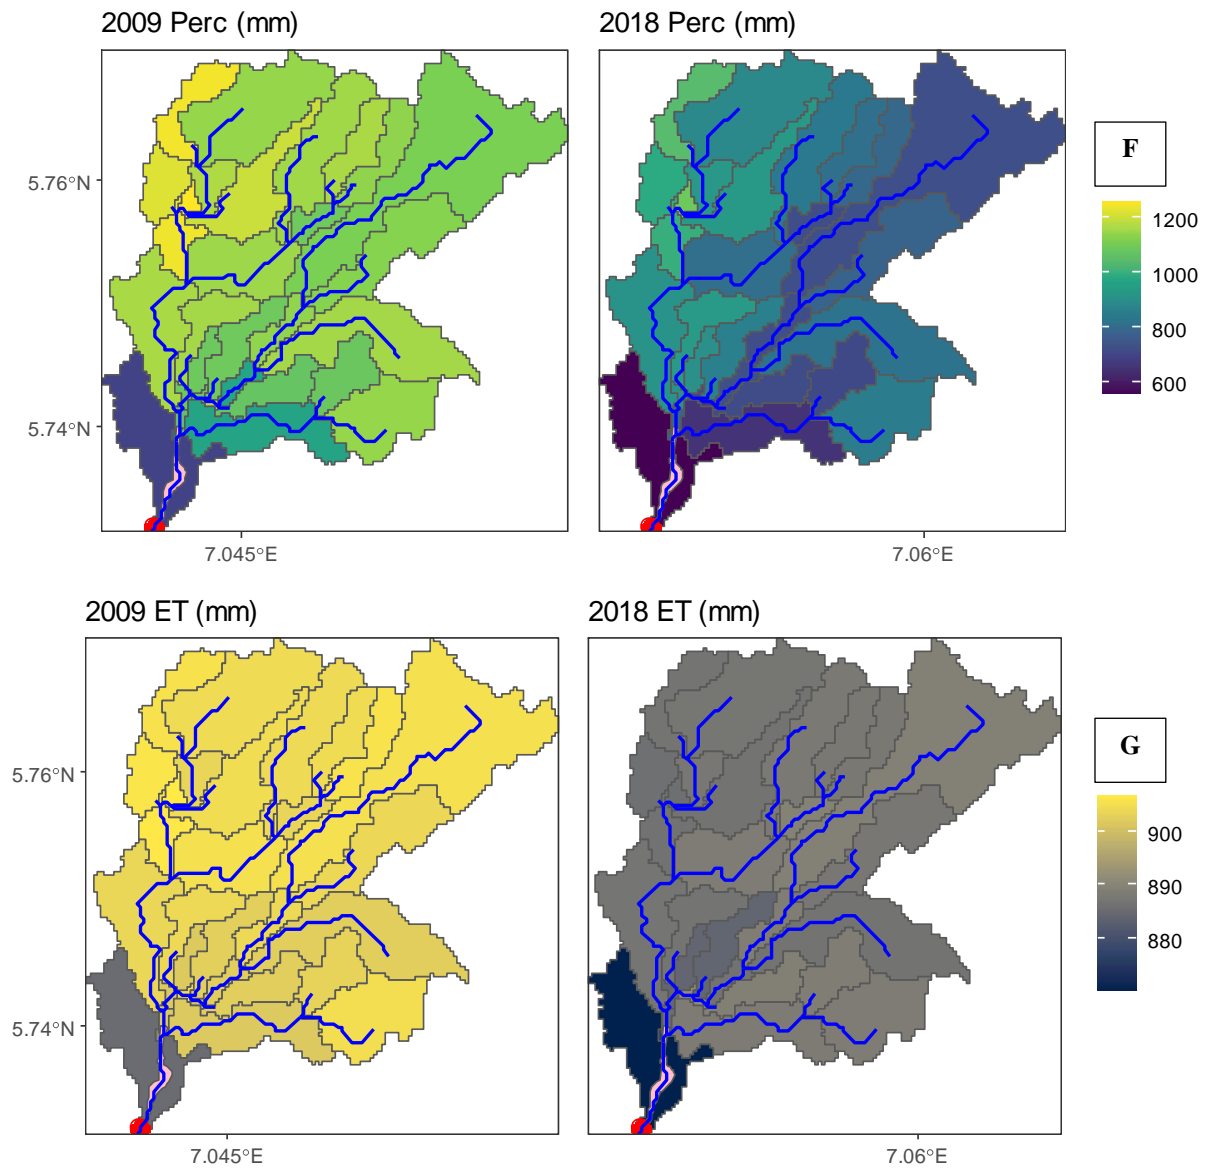 2009 Perc (mm)
2018 Perc (mm)
F
5.76°N
5.74°N
1200
1000
800
600
7.045°E
7.06°E
2009 ET (mm)
2018 ET (mm)
G
5.76°N
5.74°N
900
890
880
7.045°E
7.06°E